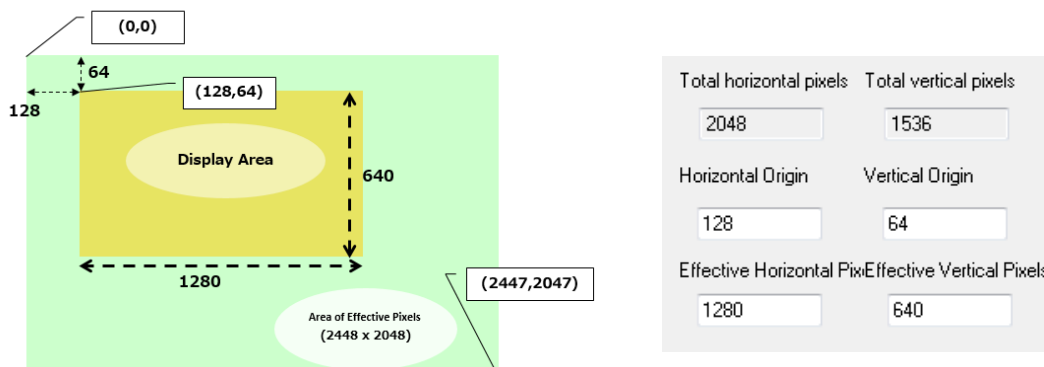 (0,0)
64
128
(128,64)
Display Area
640
1280
(2447,2047)
Area of Effective Pixels
(2448 x 2048)
Total horizontal pixels Total vertical pixels
2048 1536
Horizontal Origin Vertical Origin
128 64
Effective Horizontal Pix Effective Vertical Pixels
1280 640